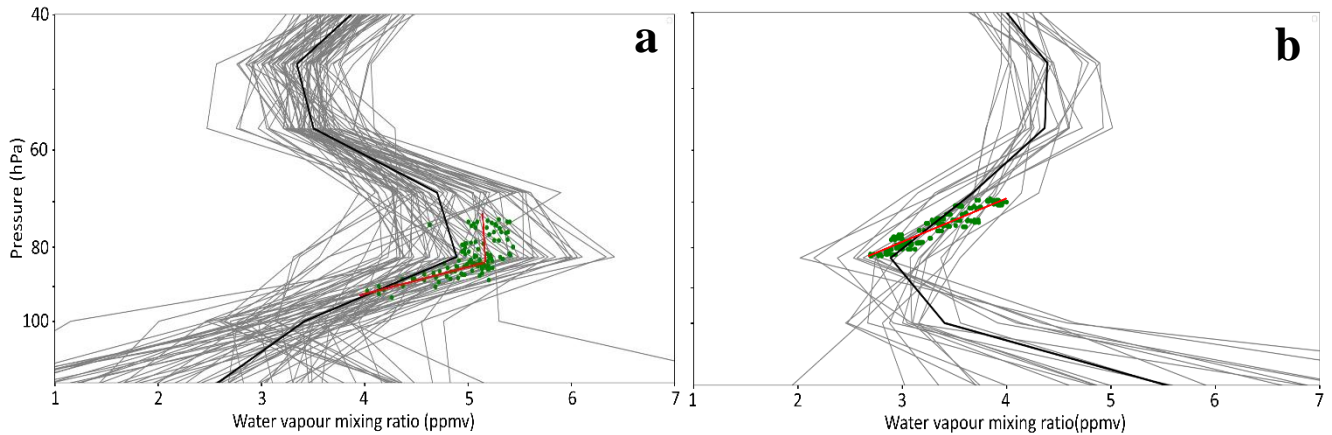 40
60
80
100
Pressure (hPa)
a
1 2 3 4 5 6 7
Water vapour mixing ratio (ppmv)
b
1 2 3 4 5 6 7
Water vapour mixing ratio(ppmv)